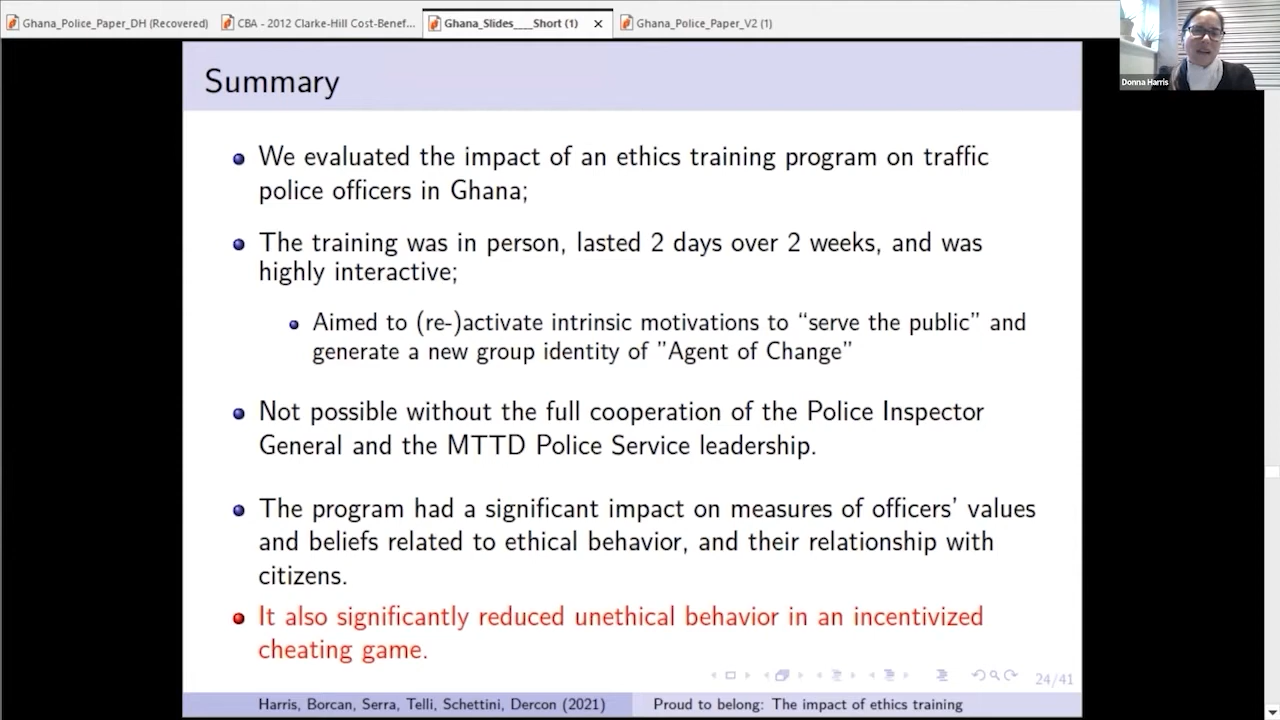 Ghana_Police_Paper_DH (Recovered)
CBA - 2012 Clarke-Hill Cost-Benef...
Ghana_Slides____Short (1)
Ghana_Police_Paper_V2 (1)
Donna Harris
Summary
We evaluated the impact of an ethics training program on traffic
police officers in Ghana;
The training was in person, lasted 2 days over 2 weeks, and was
highly interactive;
Aimed to (re-)activate intrinsic motivations to “serve the public” and
generate a new group identity of ”Agent of Change”
Not possible without the full cooperation of the Police Inspector
General and the MTTD Police Service leadership.
The program had a significant impact on measures of officers’ values
and beliefs related to ethical behavior, and their relationship with
citizens.
It also significantly reduced unethical behavior in an incentivized
cheating game.
24/41
Harris, Borcan, Serra, Telli, Schettini, Dercon (2021)
Proud to belong: The impact of ethics training